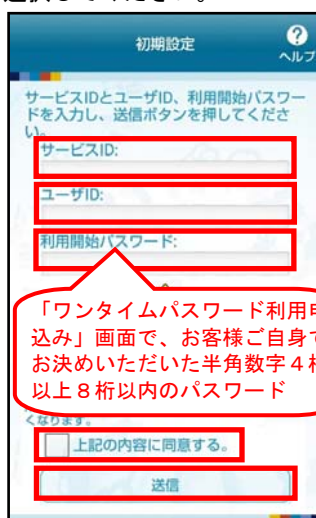 選択してください。
初期設定
?
ヘルプ
サービスIDとユーザID、利用開始パスワー
ドを入力し、送信ボタンを押してくださ
い。
サービスID:
ユーザID:
利用開始パスワード:
「ワンタイムパスワード利用申
込み」画面で、お客様ご自身で
お決めいただいた半角数字４桁
以上８桁以内のパスワード
くなります。
上記の内容に同意する。
送信